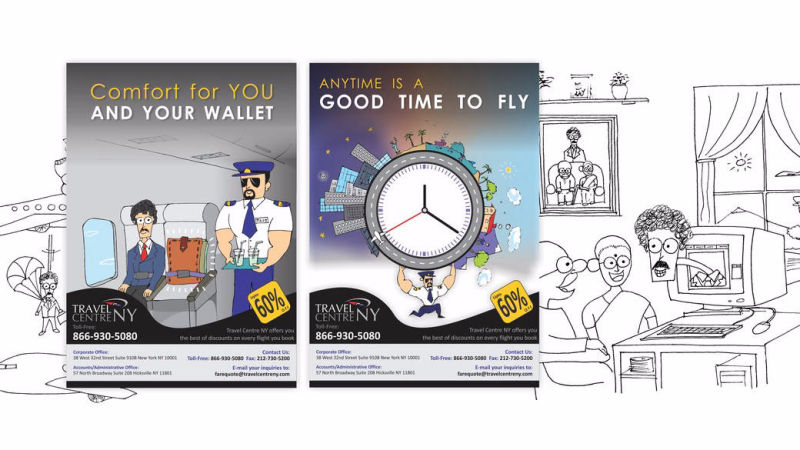 Comfort for YOU
AND YOUR WALLET
60%
TRAVEL
CENTRE NY
Toll-Free:
866-930-5080
Travel Centre NY offers you
the best of discounts on every flight you book
Corporate Office:
38 West 32nd Street Suite 910B New York NY 10001
Accounts/Administrative Office:
57 North Broadway Suite 208 Hicksville NY 11801
Contact Us:
Toll-Free: 866-930-5080 Fax: 212-730-5200
E-mail your inquiries to:
farequote@travelcentreny.com
ANYTIME IS A
GOOD TIME TO FLY
60%
TRAVEL
CENTRE NY
Toll-Free:
866-930-5080
Travel Centre NY offers you
the best of discounts on every flight you book
Corporate Office:
38 West 32nd Street Suite 910B New York NY 10001
Accounts/Administrative Office:
57 North Broadway Suite 208 Hicksville NY 11801
Contact Us:
Toll-Free: 866-930-5080 Fax: 212-730-5200
E-mail your inquiries to:
farequote@travelcentreny.com